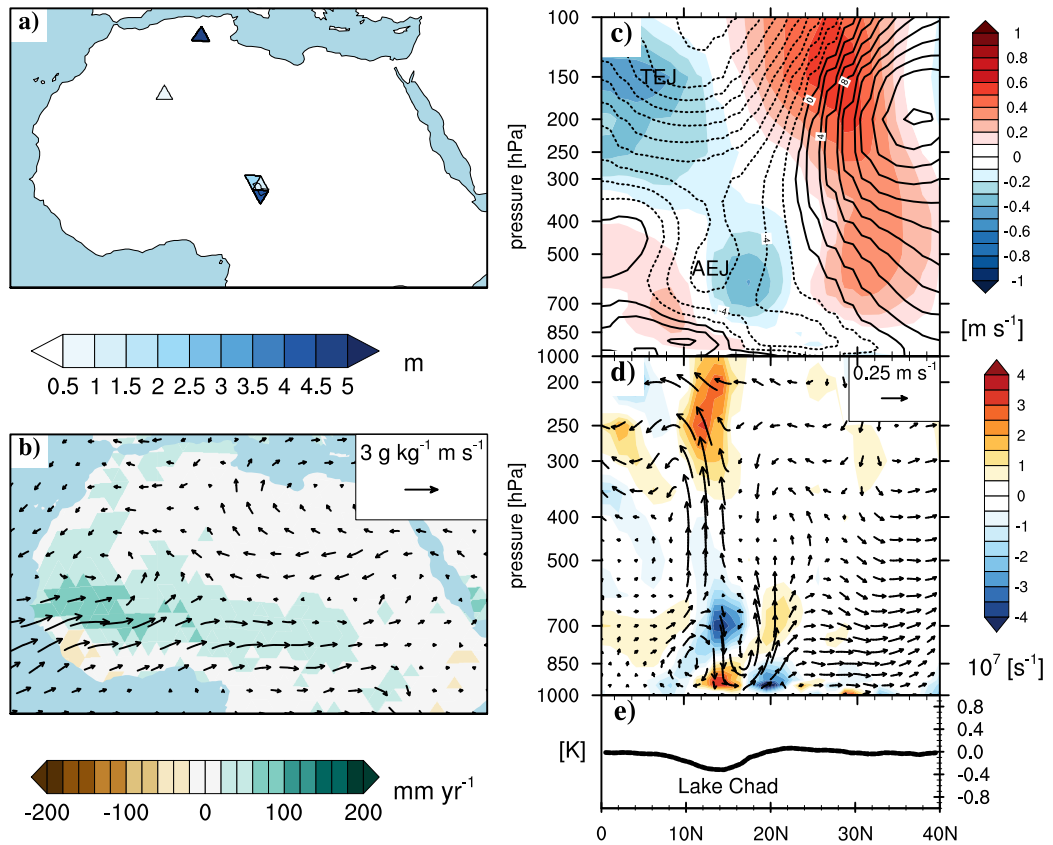 a)
0.5 1 1.5 2 2.5 3 3.5 4 4.5 5
m
b)
3 g kg⁻¹ m s⁻¹
-200 -100 0 100 200
mm yr⁻¹
c)
TEJ
AEJ
0
8
4
-4
-4
pressure [hPa]
100
150
200
250
300
400
500
700
850
1000
1
0.8
0.6
0.4
0.2
0
-0.2
-0.4
-0.6
-0.8
-1
[m s⁻¹]
d)
0.25 m s⁻¹
pressure [hPa]
200
250
300
400
500
700
850
1000
4
3
2
1
0
-1
-2
-3
-4
10⁷ [s⁻¹]
e)
[K]
Lake Chad
0.8
0.4
0.0
-0.4
-0.8
0 10N 20N 30N 40N